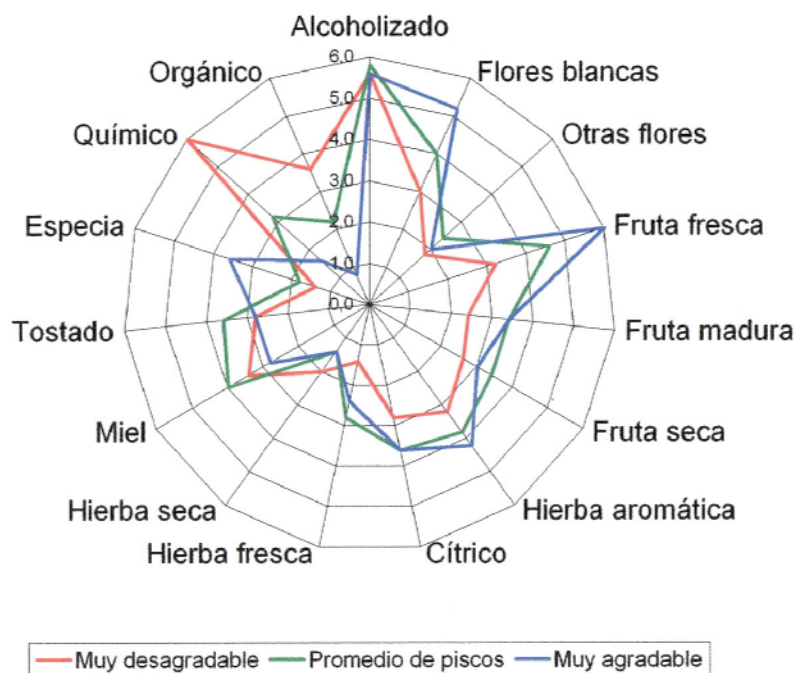 Alcoholizado
Orgánico
Flores blancas
Químico
Otras flores
Especia
Fruta fresca
Tostado
Fruta madura
Miel
Fruta seca
Hierba seca
Hierba aromática
Hierba fresca
Cítrico
6,0
5,0
4,0
3,0
2,0
1,0
0,0
Muy desagradable Promedio de piscos Muy agradable